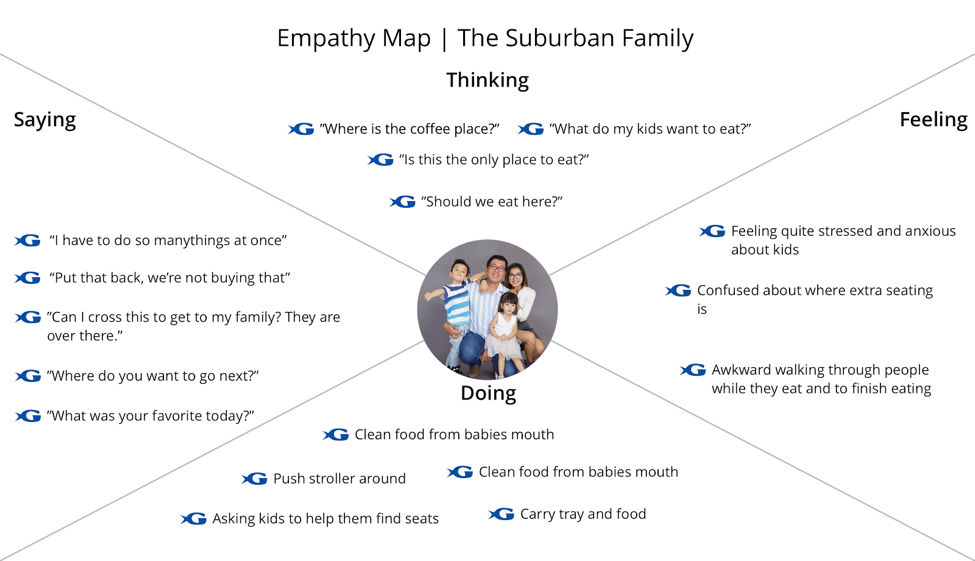 Empathy Map | The Suburban Family
Thinking
Saying
Feeling
”Where is the coffee place?”
”What do my kids want to eat?”
”Is this the only place to eat?”
”Should we eat here?”
“I have to do so manythings at once”
“Put that back, we’re not buying that”
”Can I cross this to get to my family? They are
over there.”
”Where do you want to go next?”
”What was your favorite today?”
Feeling quite stressed and anxious
about kids
Confused about where extra seating
is
Awkward walking through people
while they eat and to finish eating
Doing
Clean food from babies mouth
Push stroller around
Clean food from babies mouth
Asking kids to help them find seats
Carry tray and food